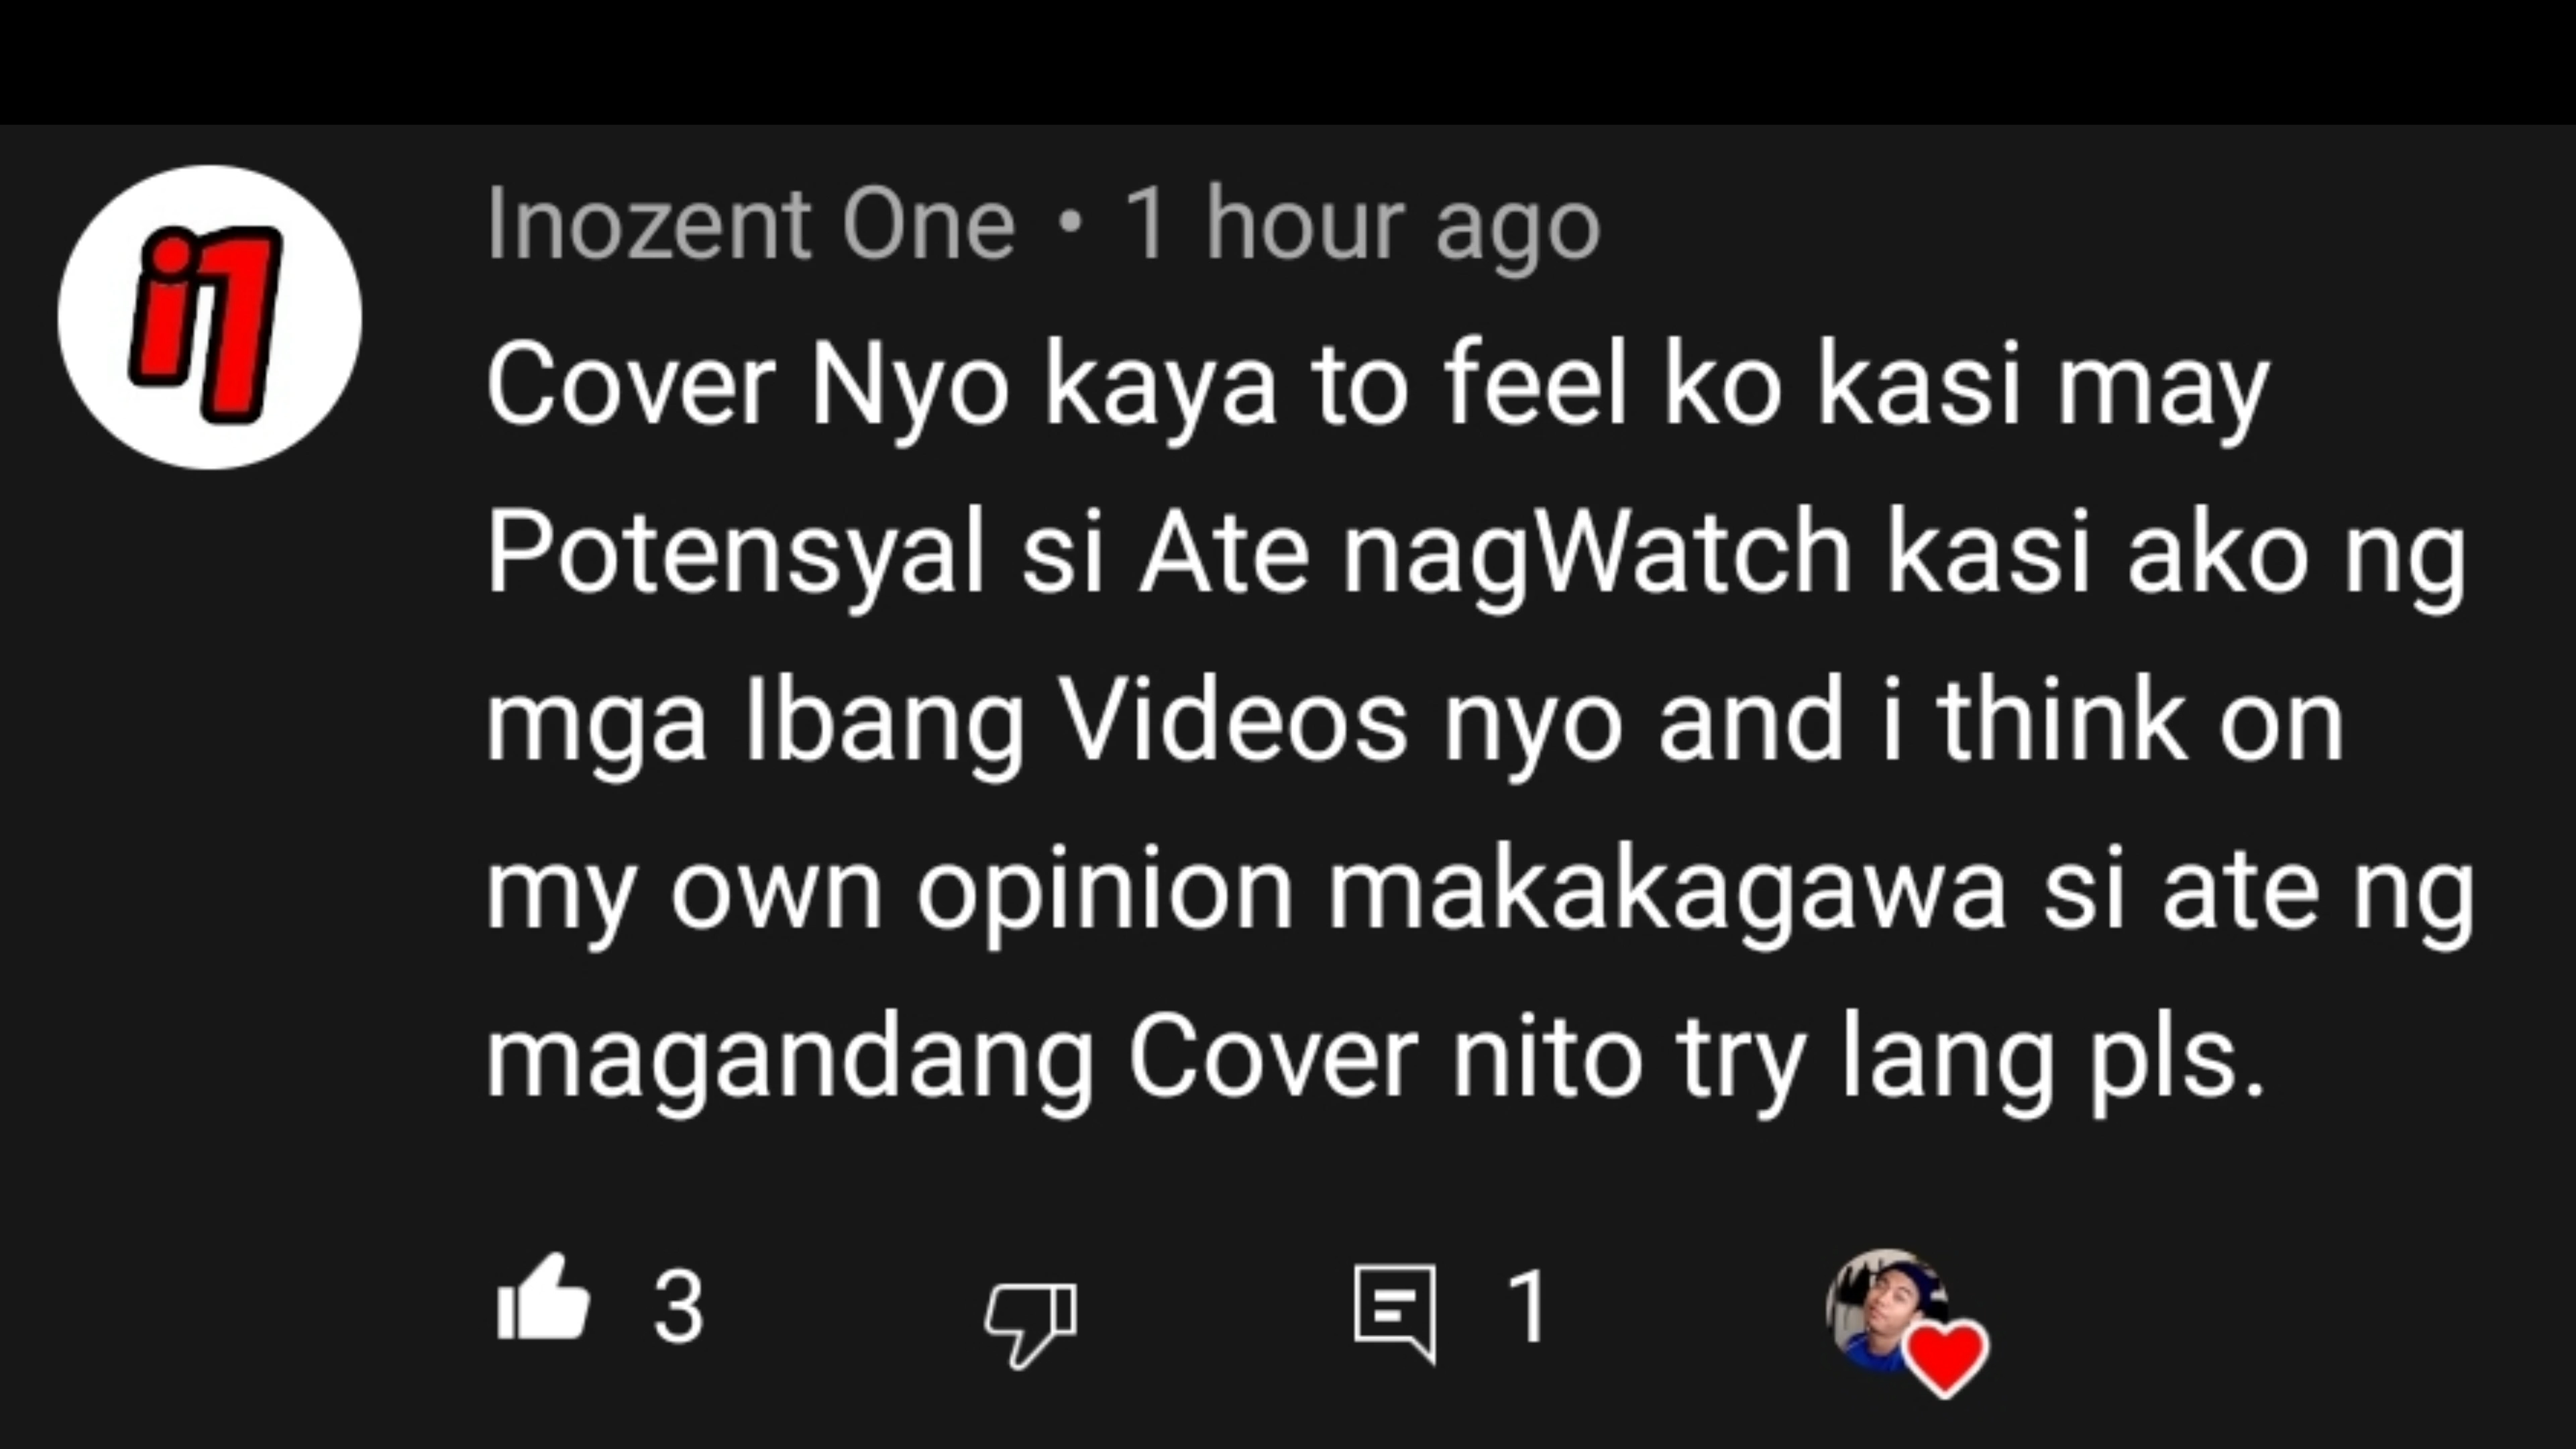 i1
Inozent One • 1 hour ago
Cover Nyo kaya to feel ko kasi may
Potensyal si Ate nagWatch kasi ako ng
mga Ibang Videos nyo and i think on
my own opinion makakagawa si ate ng
magandang Cover nito try lang pls.
3 1